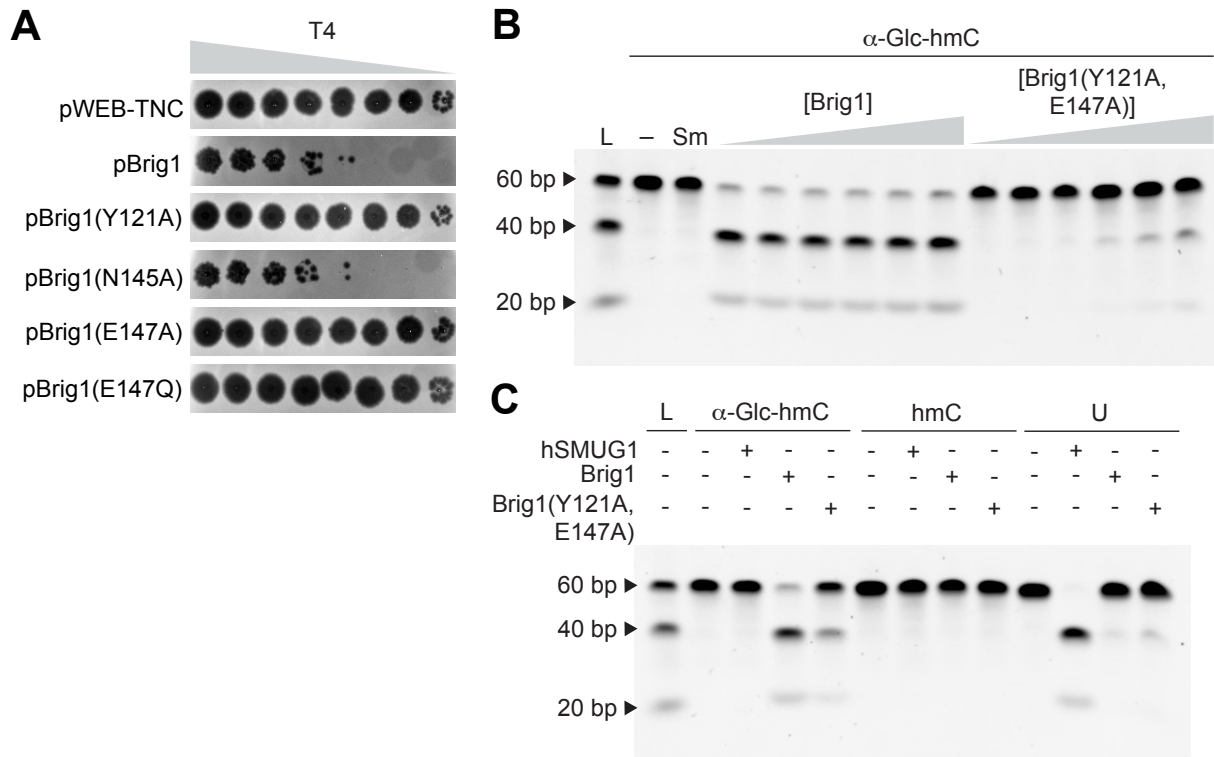 A
T4
pWEB-TNC
pBrig1
pBrig1(Y121A)
pBrig1(N145A)
pBrig1(E147A)
pBrig1(E147Q)
B
α-Glc-hmC
[Brig1]
[Brig1(Y121A,
E147A)]
L – Sm
60 bp
40 bp
20 bp
C
L α-Glc-hmC hmC U
hSMUG1 - - + - - - + - - - + - -
Brig1 - - - + - - - + - - - + -
Brig1(Y121A, - - - - + - - - + - - - +
E147A)
60 bp
40 bp
20 bp